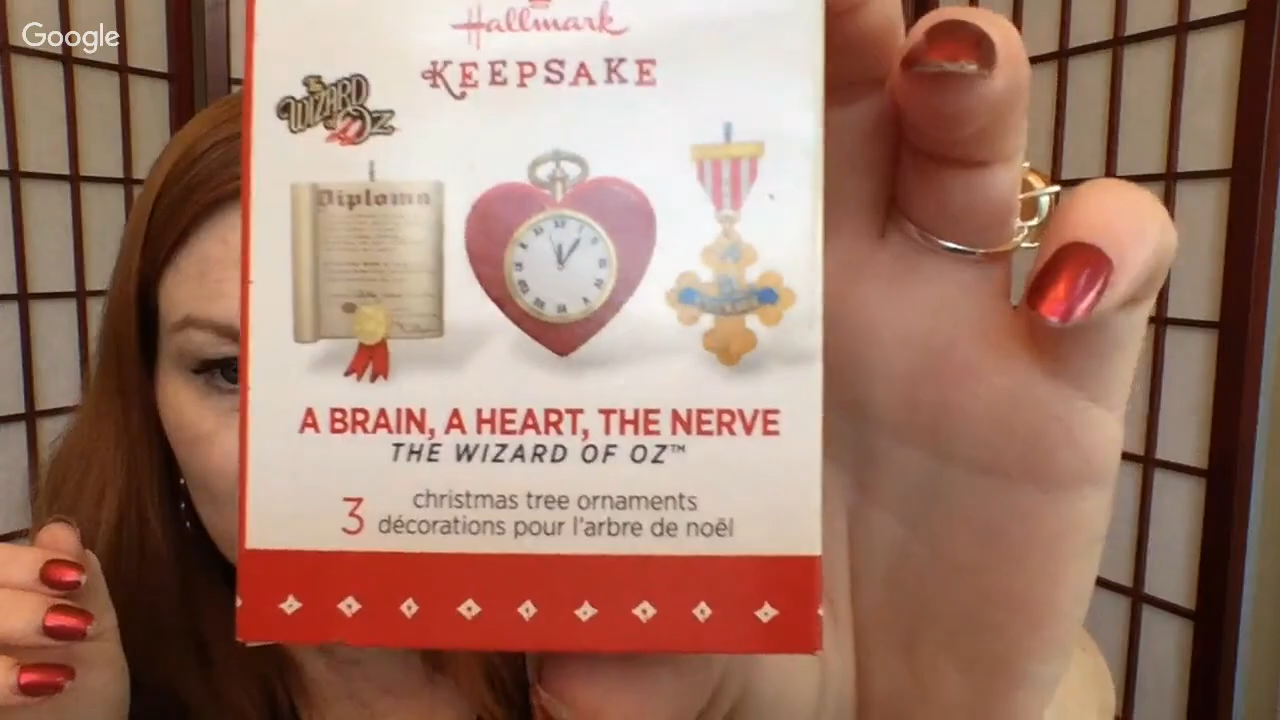 Google
Hallmark
KEEPSAKE
THE
WIZARD
OF OZ
Diploma
A BRAIN, A HEART, THE NERVE
THE WIZARD OF OZ™
3 christmas tree ornaments
décorations pour l'arbre de noël